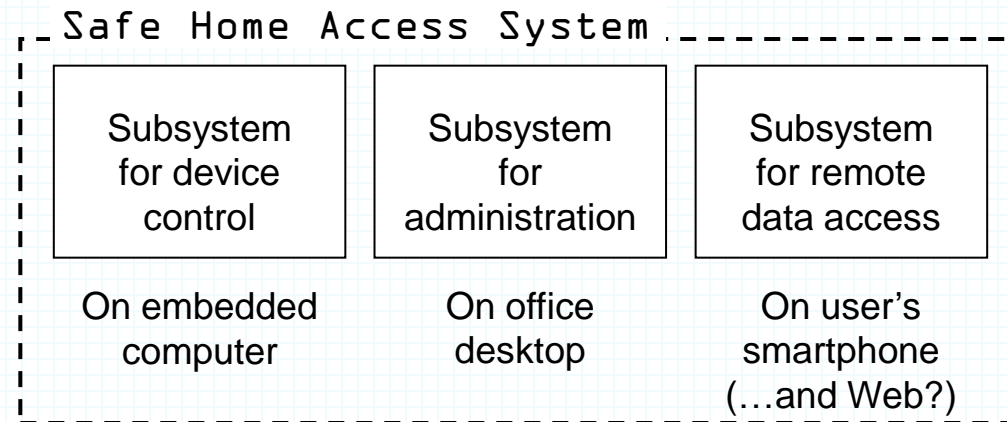 Safe Home Access System
Subsystem
for device
control
Subsystem
for
administration
Subsystem
for remote
data access
On embedded
computer
On office
desktop
On user's
smartphone
(…and Web?)